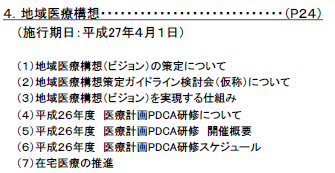 ４．地域医療構想・・・・・・・・・・・・・・・・・・・・・・・・・・（P24）
（施行期日：平成27年４月１日）
（１）地域医療構想（ビジョン）の策定について
（２）地域医療構想策定ガイドライン検討会（仮称）について
（３）地域医療構想（ビジョン）を実現する仕組み
（４）平成２６年度　医療計画PDCA研修について
（５）平成２６年度　医療計画PDCA研修　開催概要
（６）平成２６年度　医療計画PDCA研修スケジュール
（７）在宅医療の推進